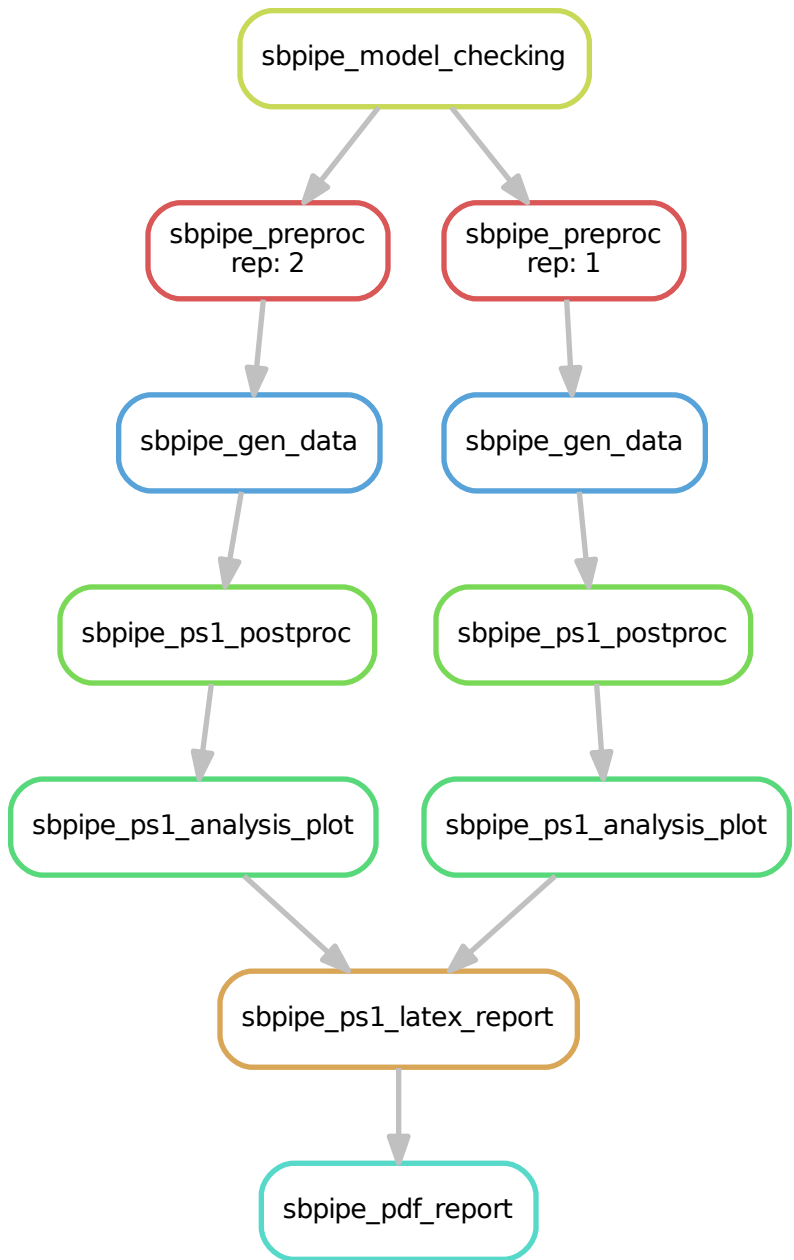 sbpipe_model_checking
sbpipe_preproc
rep: 2
sbpipe_preproc
rep: 1
sbpipe_gen_data
sbpipe_gen_data
sbpipe_ps1_postproc
sbpipe_ps1_postproc
sbpipe_ps1_analysis_plot
sbpipe_ps1_analysis_plot
sbpipe_ps1_latex_report
sbpipe_pdf_report